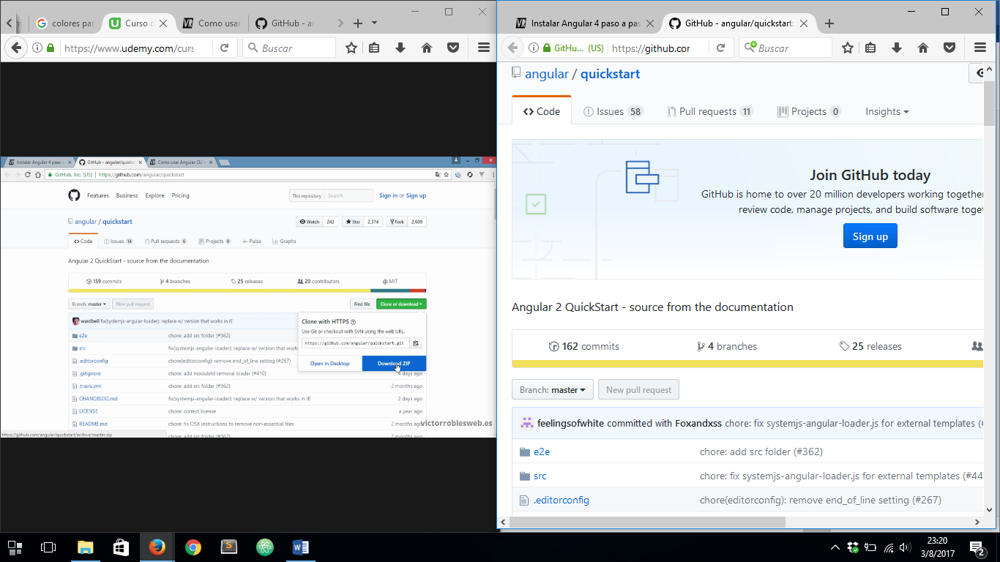 colores par
Curso d
Como usar
GitHub - an
https://www.udemy.com/curs
Buscar
Instalar Angular 4 paso a
GitHub - angular/quickstart
Como usar Angular CLI
GitHub, Inc. [US] | https://github.com/angular/quickstart
Features Business Explore Pricing
This repository Search
Sign in or Sign up
angular / quickstart
Watch 242 Star 2,374 Fork 2,609
Code Issues 14 Pull requests 6 Projects 0 Pulse Graphs
Angular 2 QuickStart - source from the documentation
159 commits 4 branches 25 releases 20 contributors MIT
Branch: master New pull request Find file Clone or download
wardbell fix(systemjs-angular-loader): replace w/ version that works in IE
Clone with HTTPS
Use Git or checkout with SVN using the web URL.
https://github.com/angular/quickstart.git
Open in Desktop Download ZIP
e2e chore: add src folder (#362)
src fix(systemjs-angular-loader): replace w/ version that works
.editorconfig chore(editorconfig): remove end_of_line setting (#267)
.gitignore chore: add moduleId removal loader (#410) 4 days ago
.travis.yml chore: add src folder (#362) 2 months ago
CHANGELOG.md fix(systemjs-angular-loader): replace w/ version that works in IE 2 days ago
LICENSE chore: correct license a year ago
README.md chore: fix OSX instructions to remove non-essential files 2 months ago
victorroblesweb.es
https://github.com/angular/quickstart/archive/master.zip
chore: add src folder (#362) 2 months ago
Instalar Angular 4 paso a pas
GitHub - angular/quickstart:
GitHu... (US) https://github.cor
Buscar
angular / quickstart
Code Issues 58 Pull requests 11 Projects 0 Insights
Join GitHub today
GitHub is home to over 20 million developers working together
review code, manage projects, and build software toget
Sign up
Angular 2 QuickStart - source from the documentation
162 commits 4 branches 25 releases
Branch: master New pull request
feelingsofwhite committed with Foxandxss chore: fix systemjs-angular-loader.js for external templates (#
e2e chore: add src folder (#362)
src chore: fix systemjs-angular-loader.js for external templates (#44
.editorconfig chore(editorconfig): remove end_of_line setting (#267)
23:20
3/8/2017
2